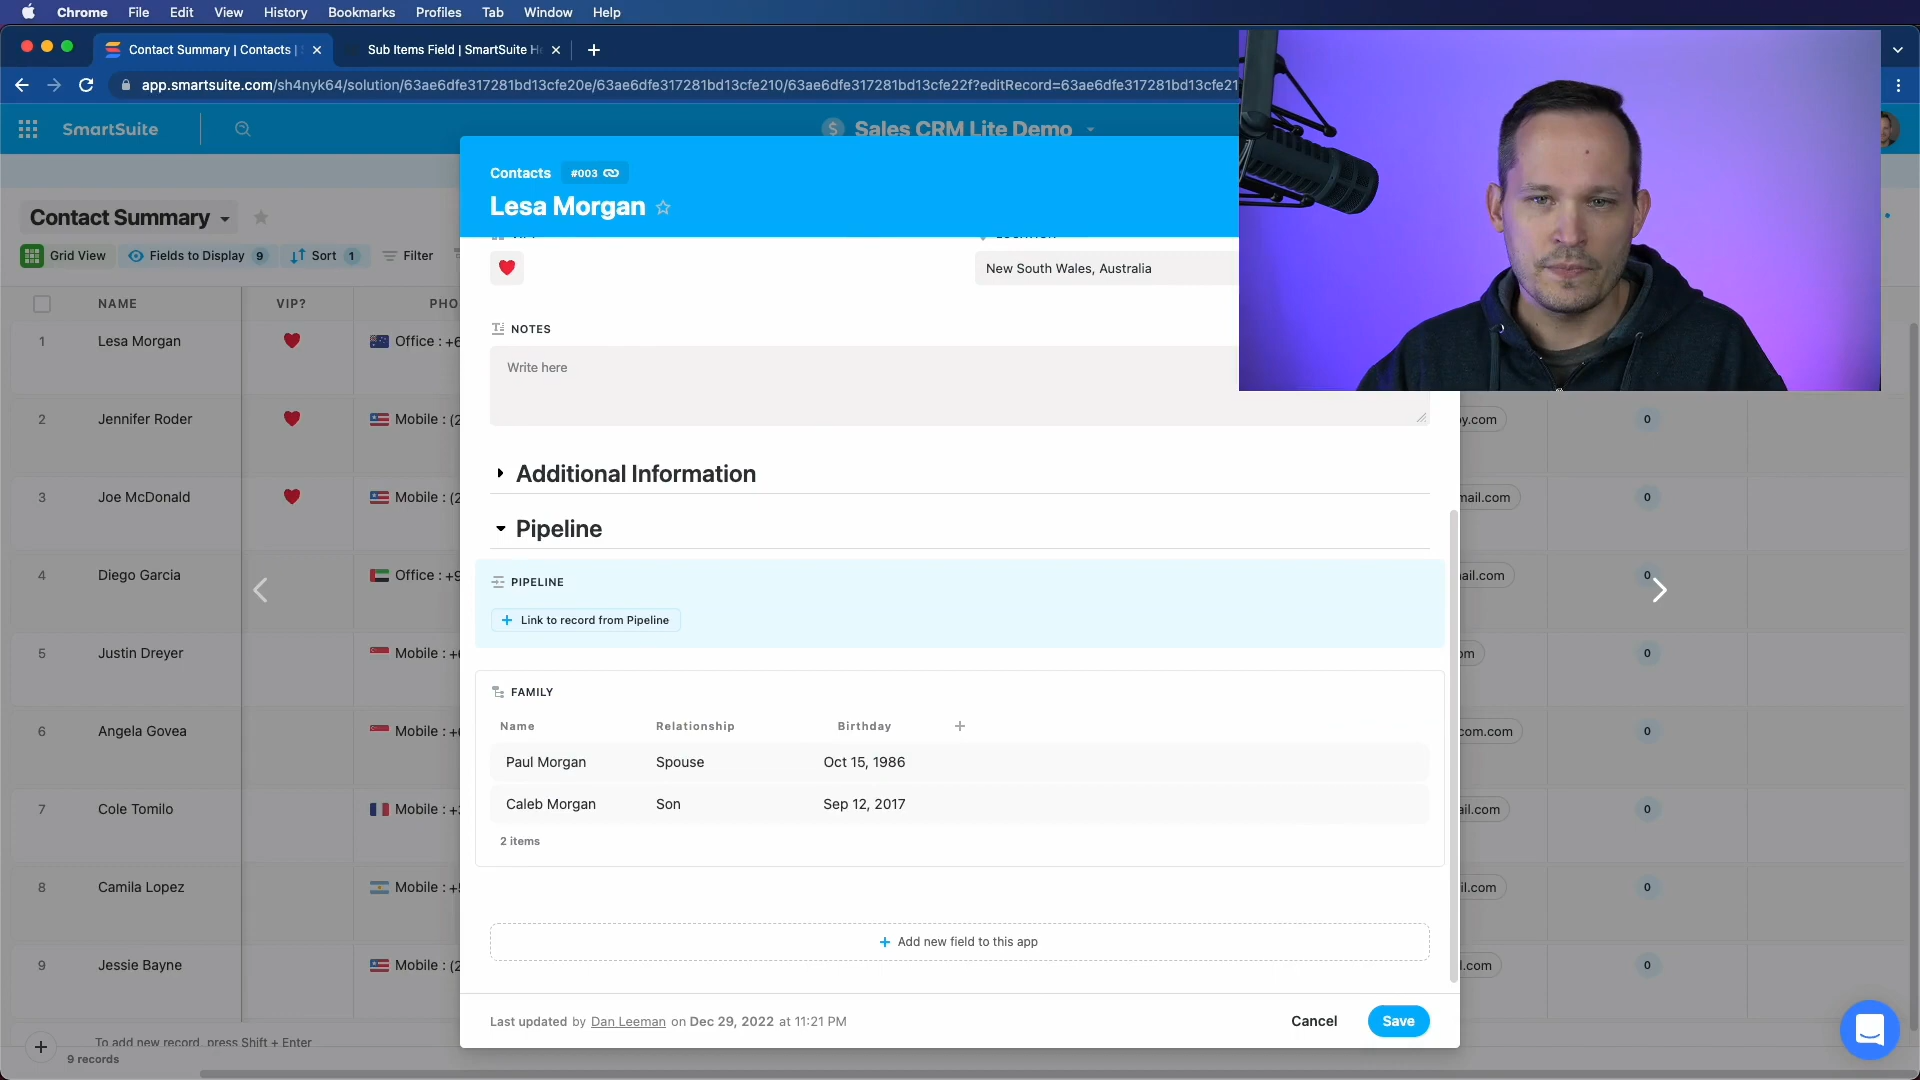 Chrome File Edit View History Bookmarks Profiles Tab Window Help
Contact Summary | Contacts |
Sub Items Field | SmartSuite He
app.smartsuite.com/sh4nyk64/solution/63ae6dfe317281bd13cfe20e/63ae6dfe317281bd13cfe210/63ae6dfe317281bd13cfe22f?editRecord=63ae6dfe317281bd13cfe21
SmartSuite
$ Sales CRM Lite Demo
Contact Summary
Grid View Fields to Display 9 Sort 1 Filter
NAME VIP? PHO
1 Lesa Morgan Office : +6
2 Jennifer Roder Mobile : (2
3 Joe McDonald Mobile : (2
4 Diego Garcia Office : +9
5 Justin Dreyer Mobile : +6
6 Angela Govea Mobile : +6
7 Cole Tomilo Mobile :
8 Camila Lopez Mobile :
9 Jessie Bayne Mobile : (2
To add new record, press Shift + Enter
9 records
Contacts #003
Lesa Morgan
New South Wales, Australia
NOTES
Write here
Additional Information
Pipeline
PIPELINE
+ Link to record from Pipeline
FAMILY
Name Relationship Birthday +
Paul Morgan Spouse Oct 15, 1986
Caleb Morgan Son Sep 12, 2017
2 items
+ Add new field to this app
Last updated by Dan Leeman on Dec 29, 2022 at 11:21 PM
Cancel Save
y.com 0
mail.com 0
ail.com 0
om 0
com.com 0
ail.com 0
il.com 0
l.com 0